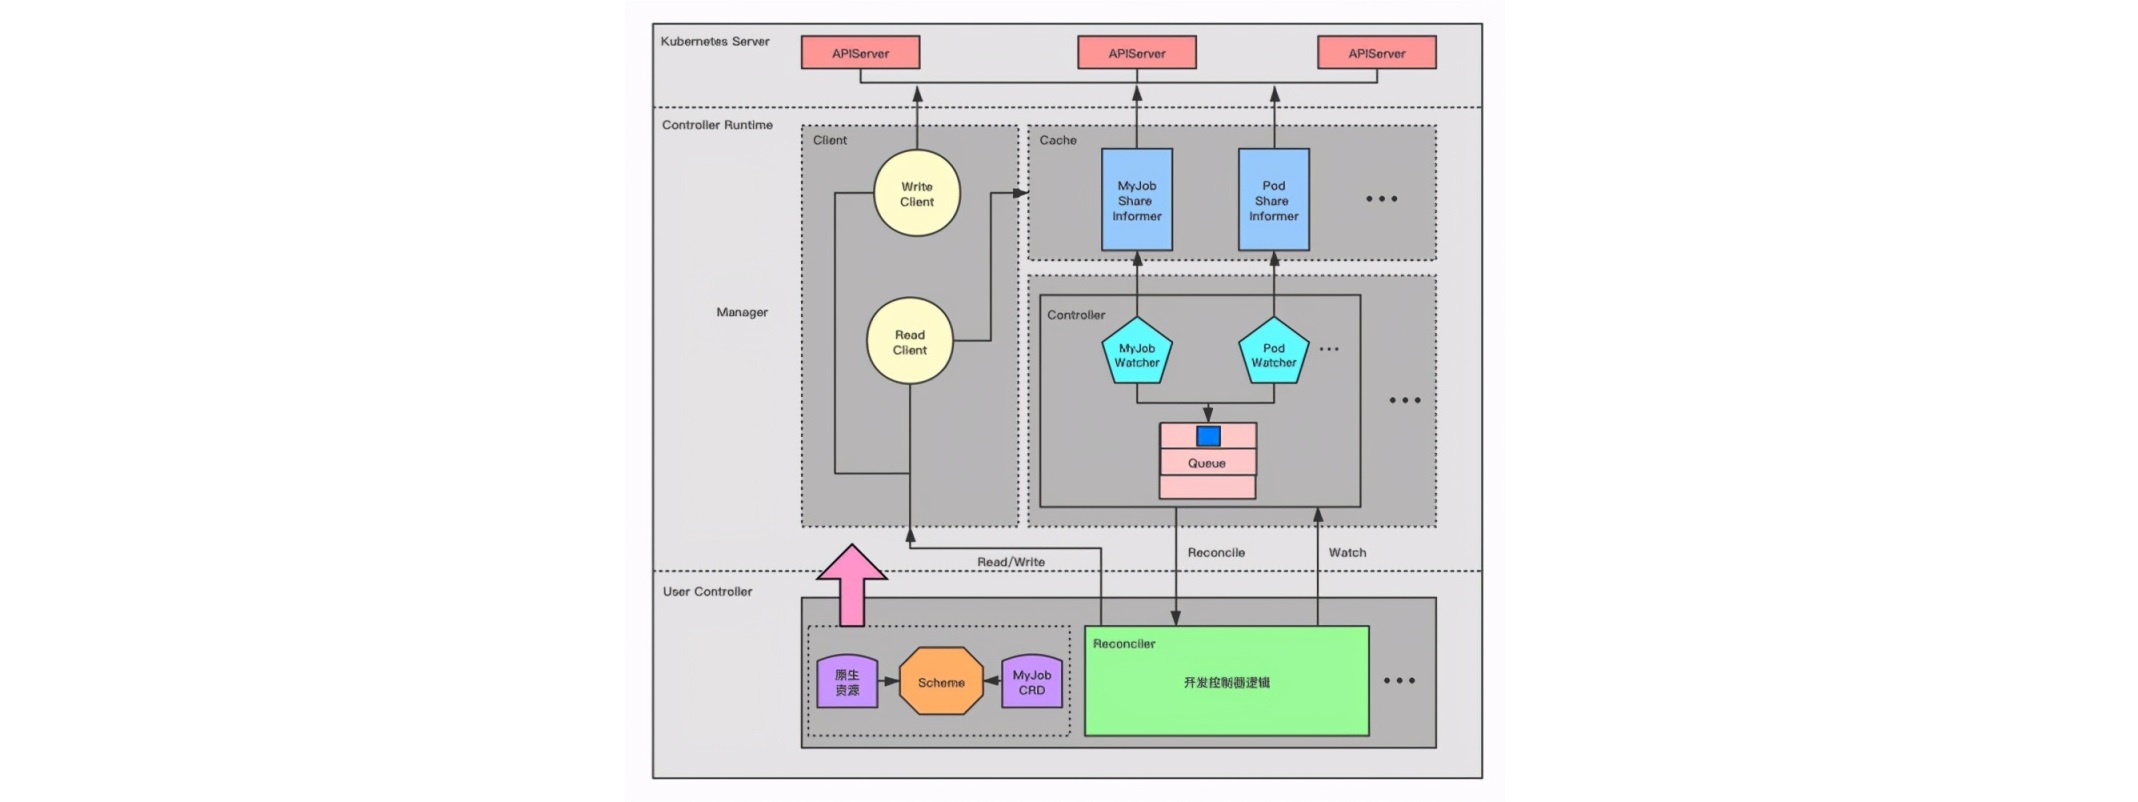 Kubernetes Server
APIServer
APIServer
APIServer
Controller Runtime
Client
Cache
Write
Client
MyJob
Share
Informer
Pod
Share
Informer
Manager
Read
Client
Controller
MyJob
Watcher
Pod
Watcher
Queue
Read/Write
Reconcile
Watch
User Controller
原生
资源
Scheme
MyJob
CRD
Reconciler
开发控制器逻辑